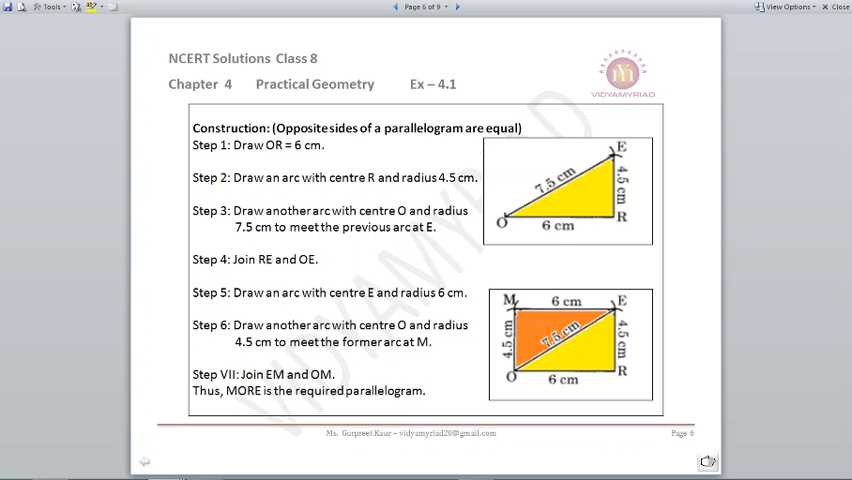 Tools
Page 6 of 9
View Options
Close
NCERT Solutions Class 8
Chapter 4 Practical Geometry Ex – 4.1
VIDYAMYRIAD
Construction: (Opposite sides of a parallelogram are equal)
Step 1: Draw OR = 6 cm.
Step 2: Draw an arc with centre R and radius 4.5 cm.
Step 3: Draw another arc with centre O and radius
7.5 cm to meet the previous arc at E.
Step 4: Join RE and OE.
Step 5: Draw an arc with centre E and radius 6 cm.
Step 6: Draw another arc with centre O and radius
4.5 cm to meet the former arc at M.
Step VII: Join EM and OM.
Thus, MORE is the required parallelogram.
E
7.5 cm
4.5 cm
O
R
6 cm
M
6 cm
E
4.5 cm
7.5 cm
4.5 cm
O
R
6 cm
VIDYAMYRIAD
Ms. Gurpreet Kaur – vidyamyriad20@gmail.com
Page 6